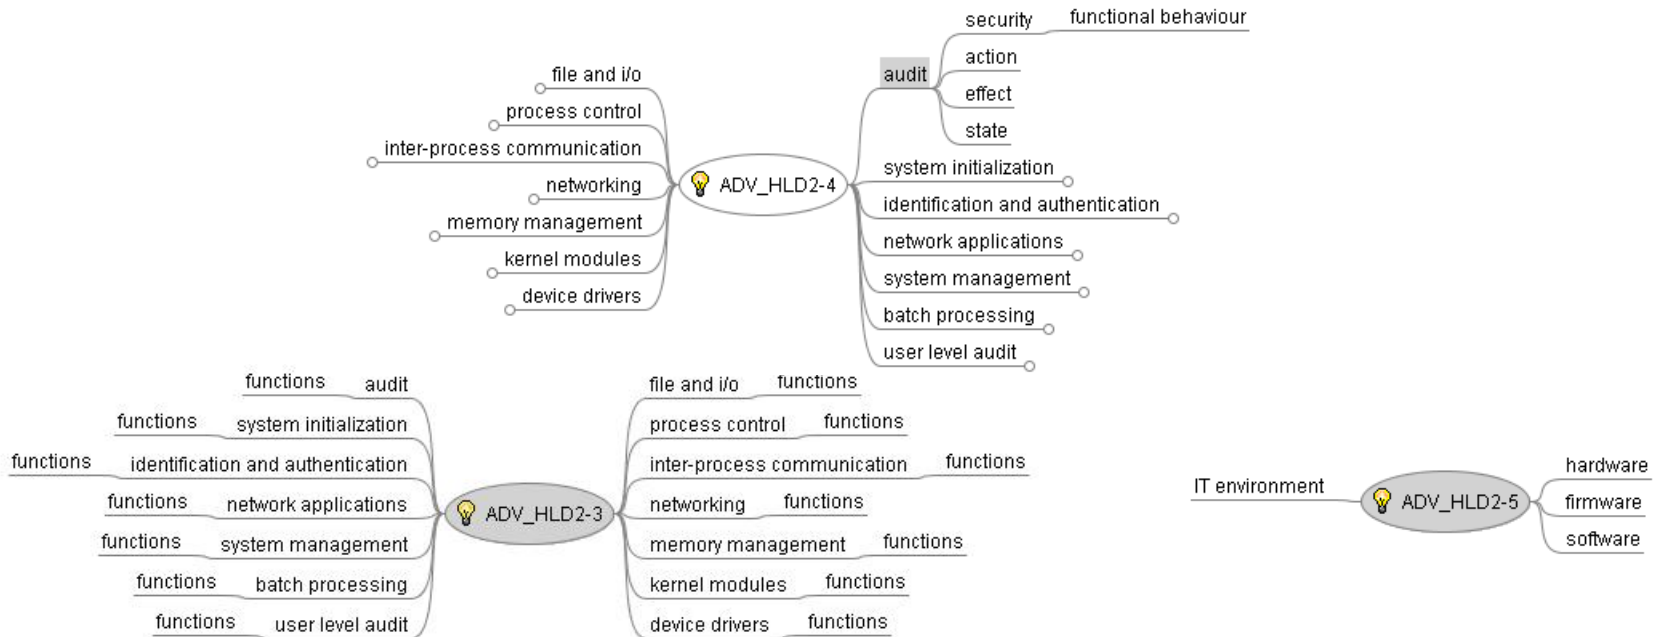 security functional behaviour
action
effect
state
audit
file and i/o
process control
inter-process communication
networking
memory management
kernel modules
device drivers
ADV_HLD2-4
system initialization
identification and authentication
network applications
system management
batch processing
user level audit
functions audit
functions system initialization
functions identification and authentication
functions network applications
functions system management
functions batch processing
functions user level audit
ADV_HLD2-3
file and i/o functions
process control functions
inter-process communication functions
networking functions
memory management functions
kernel modules functions
device drivers functions
IT environment
ADV_HLD2-5
hardware
firmware
software